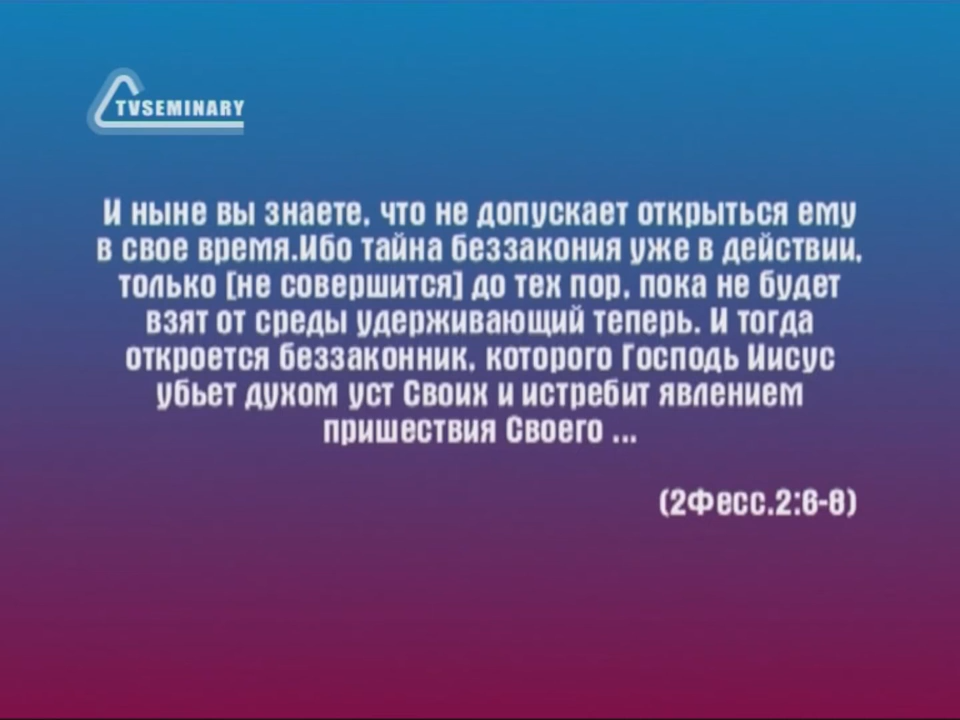 TVSEMINARY
И ныне вы знаете, что не допускает открыться ему
в свое время.Ибо тайна беззакония уже в действии,
только [не совершится] до тех пор, пока не будет
взят от среды удерживающий теперь. И тогда
откроется беззаконник, которого Господь Иисус
убьет духом уст Своих и истребит явлением
пришествия Своего ...
(2Фесс.2:6-8)